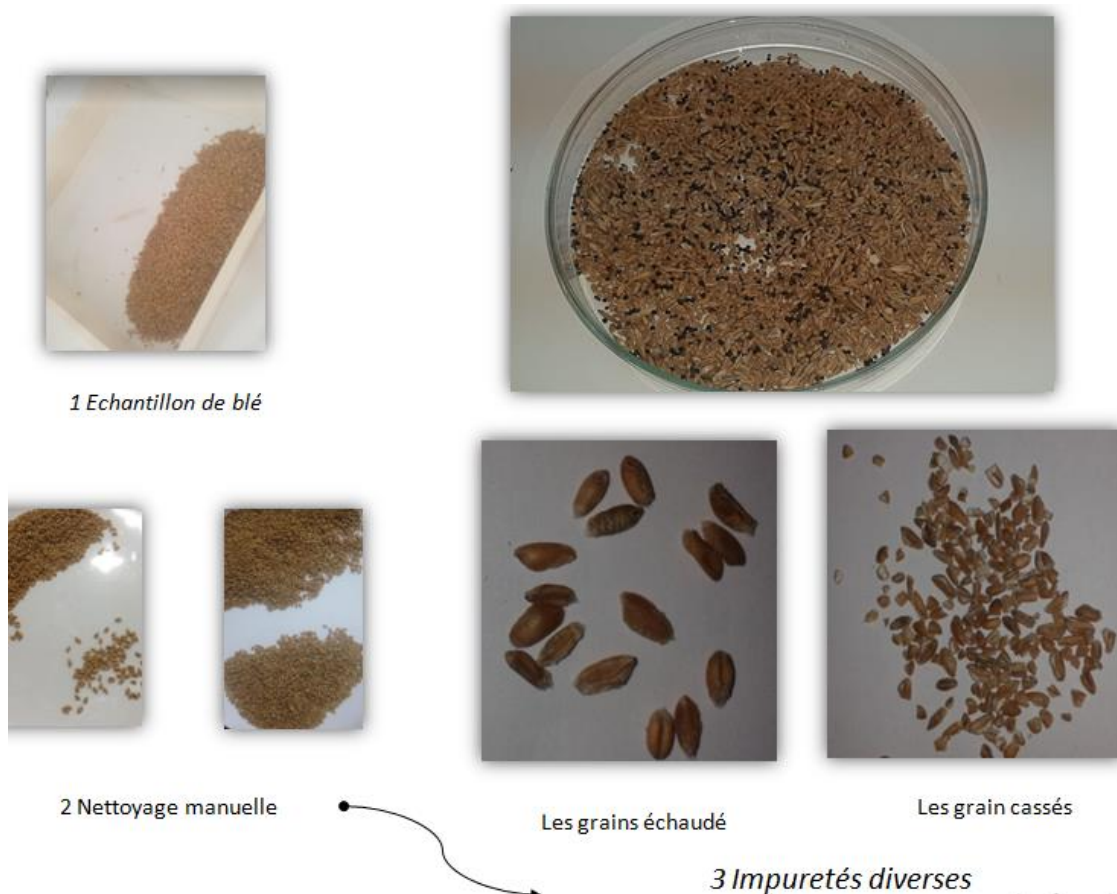 1 Echantillon de blé
2 Nettoyage manuelle
Les grains échaudé
Les grain cassés
3 Impuretés diverses